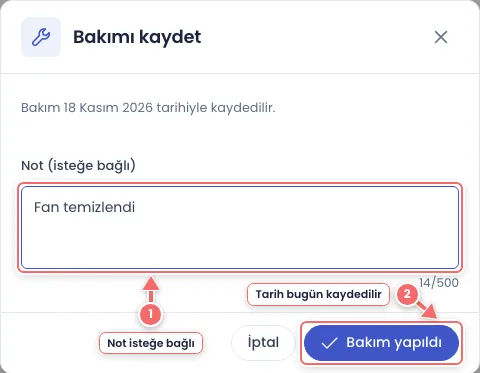 Bakımı kaydet
Bakım 18 Kasım 2026 tarihiyle kaydedilir.
Not (isteğe bağlı)
Fan temizlendi
14/500
Tarih bugün kaydedilir
2
1
Not isteğe bağlı
İptal
Bakım yapıldı